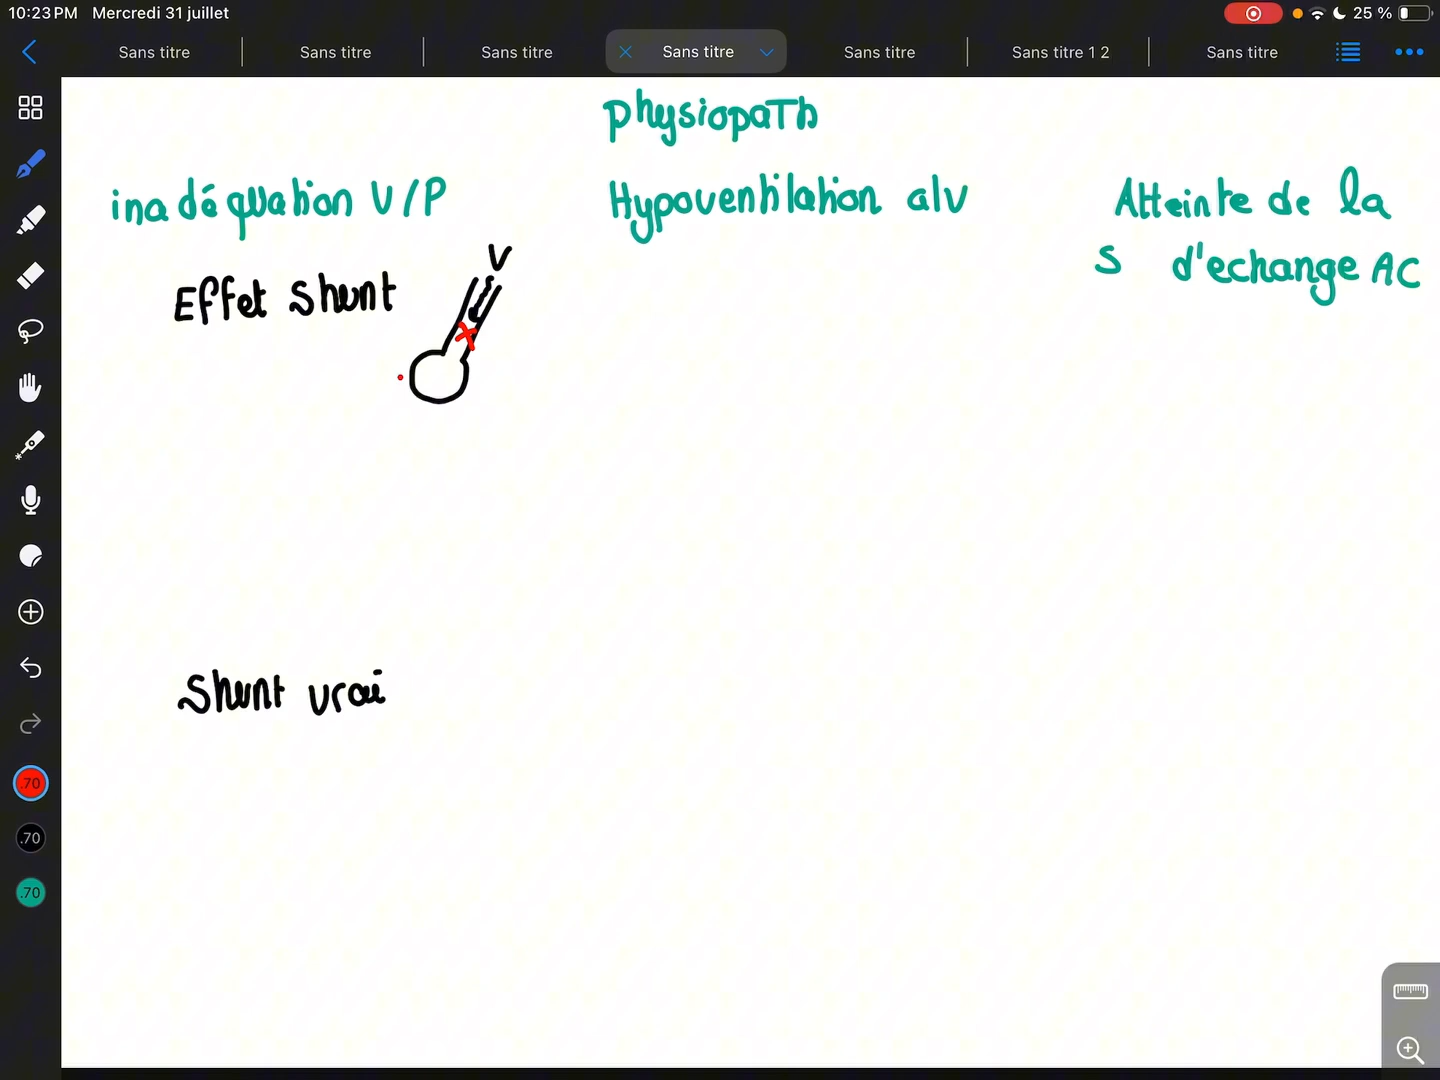 10:23 PM Mercredi 31 juillet
25 %
Sans titre
Sans titre
Sans titre
Sans titre
Sans titre
Sans titre 1 2
Sans titre
physiopaTh
inadéquation V/P
Hypoventilation alv
Atteinte de la
S d'echange AC
Effet Shunt
V
Shunt vrai
.70
.70
.70